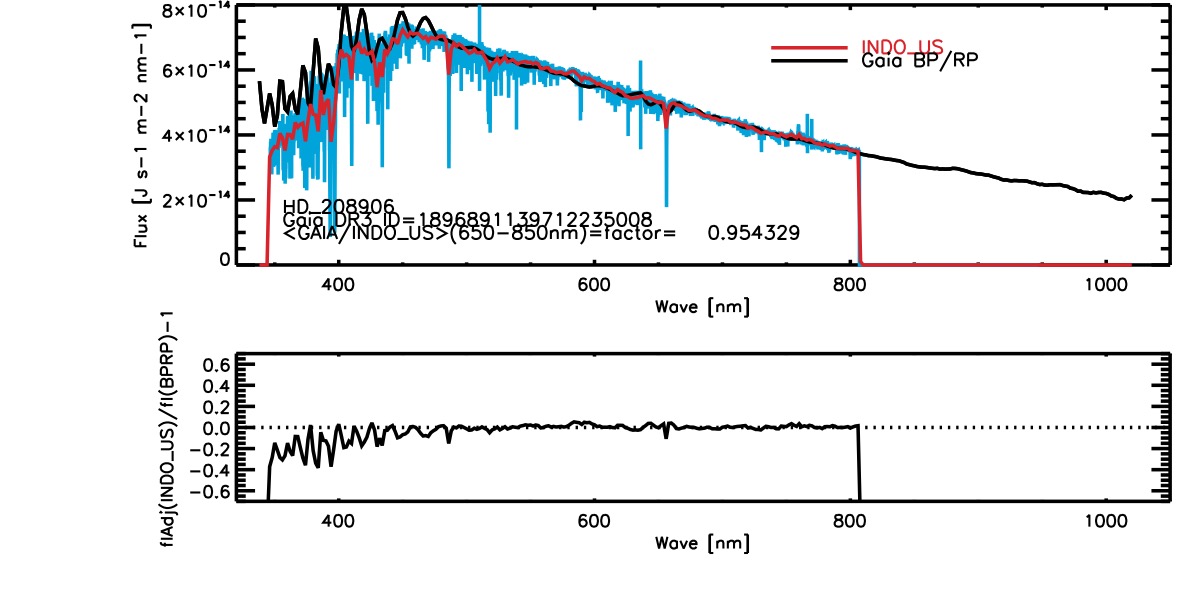 8×10−14
6×10−14
4×10−14
2×10−14
0
Flux [J s−1 m−2 nm−1]
INDO_US
Gaia BP/RP
HD_208906
Gaia DR3 ID=1896891139712235008
<GAIA/INDO_US>(650−850nm)=factor= 0.954329
400 600 800 1000
Wave [nm]
flAdj(INDO_US)/fl(BPRP)−1
0.6
0.4
0.2
0.0
−0.2
−0.4
−0.6
400 600 800 1000
Wave [nm]